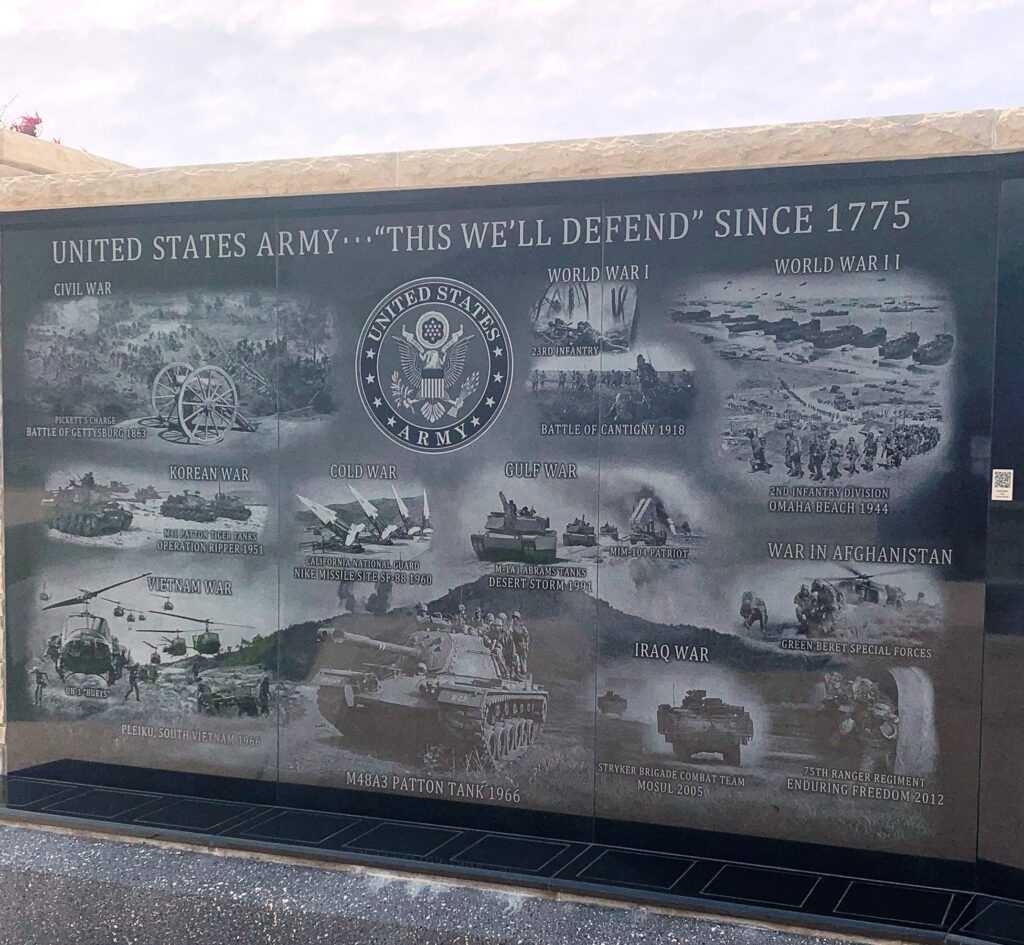 UNITED STATES ARMY···“THIS WE’LL DEFEND” SINCE 1775
CIVIL WAR
PICKETT'S CHARGE
BATTLE OF GETTYSBURG 1863
UNITED STATES
ARMY
WORLD WAR I
23RD INFANTRY
BATTLE OF CANTIGNY 1918
WORLD WAR II
2ND INFANTRY DIVISION
OMAHA BEACH 1944
KOREAN WAR
M46 PATTON TIGER TANKS
OPERATION RIPPER 1951
COLD WAR
CALIFORNIA NATIONAL GUARD
NIKE MISSILE SITE SF-88 1960
GULF WAR
M-1A1 ABRAMS TANKS
DESERT STORM 1991
MIM-104 PATRIOT
WAR IN AFGHANISTAN
GREEN BERET SPECIAL FORCES
VIETNAM WAR
UH-1 "HUEYS"
PLEIKU, SOUTH VIETNAM 1966
M48A3 PATTON TANK 1966
IRAQ WAR
STRYKER BRIGADE COMBAT TEAM
MOSUL 2005
75TH RANGER REGIMENT
ENDURING FREEDOM 2012